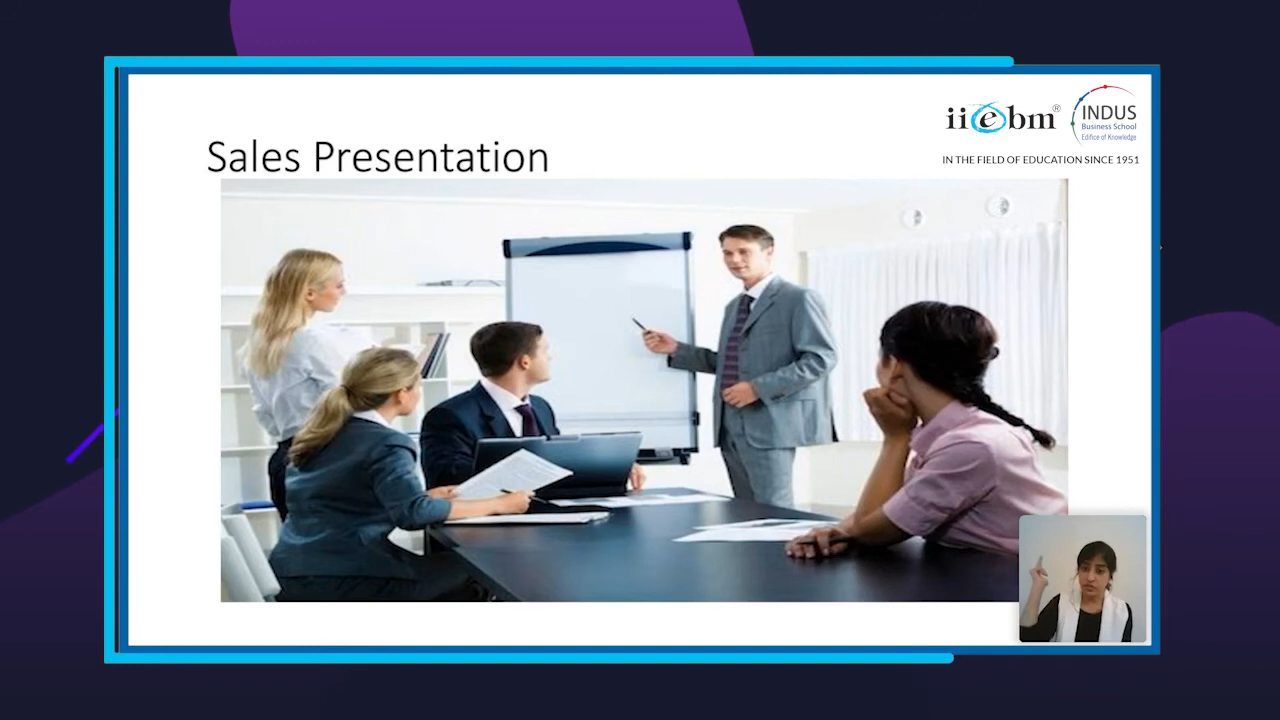 Sales Presentation
iiebm®
INDUS
Business School
Edifice of Knowledge
IN THE FIELD OF EDUCATION SINCE 1951